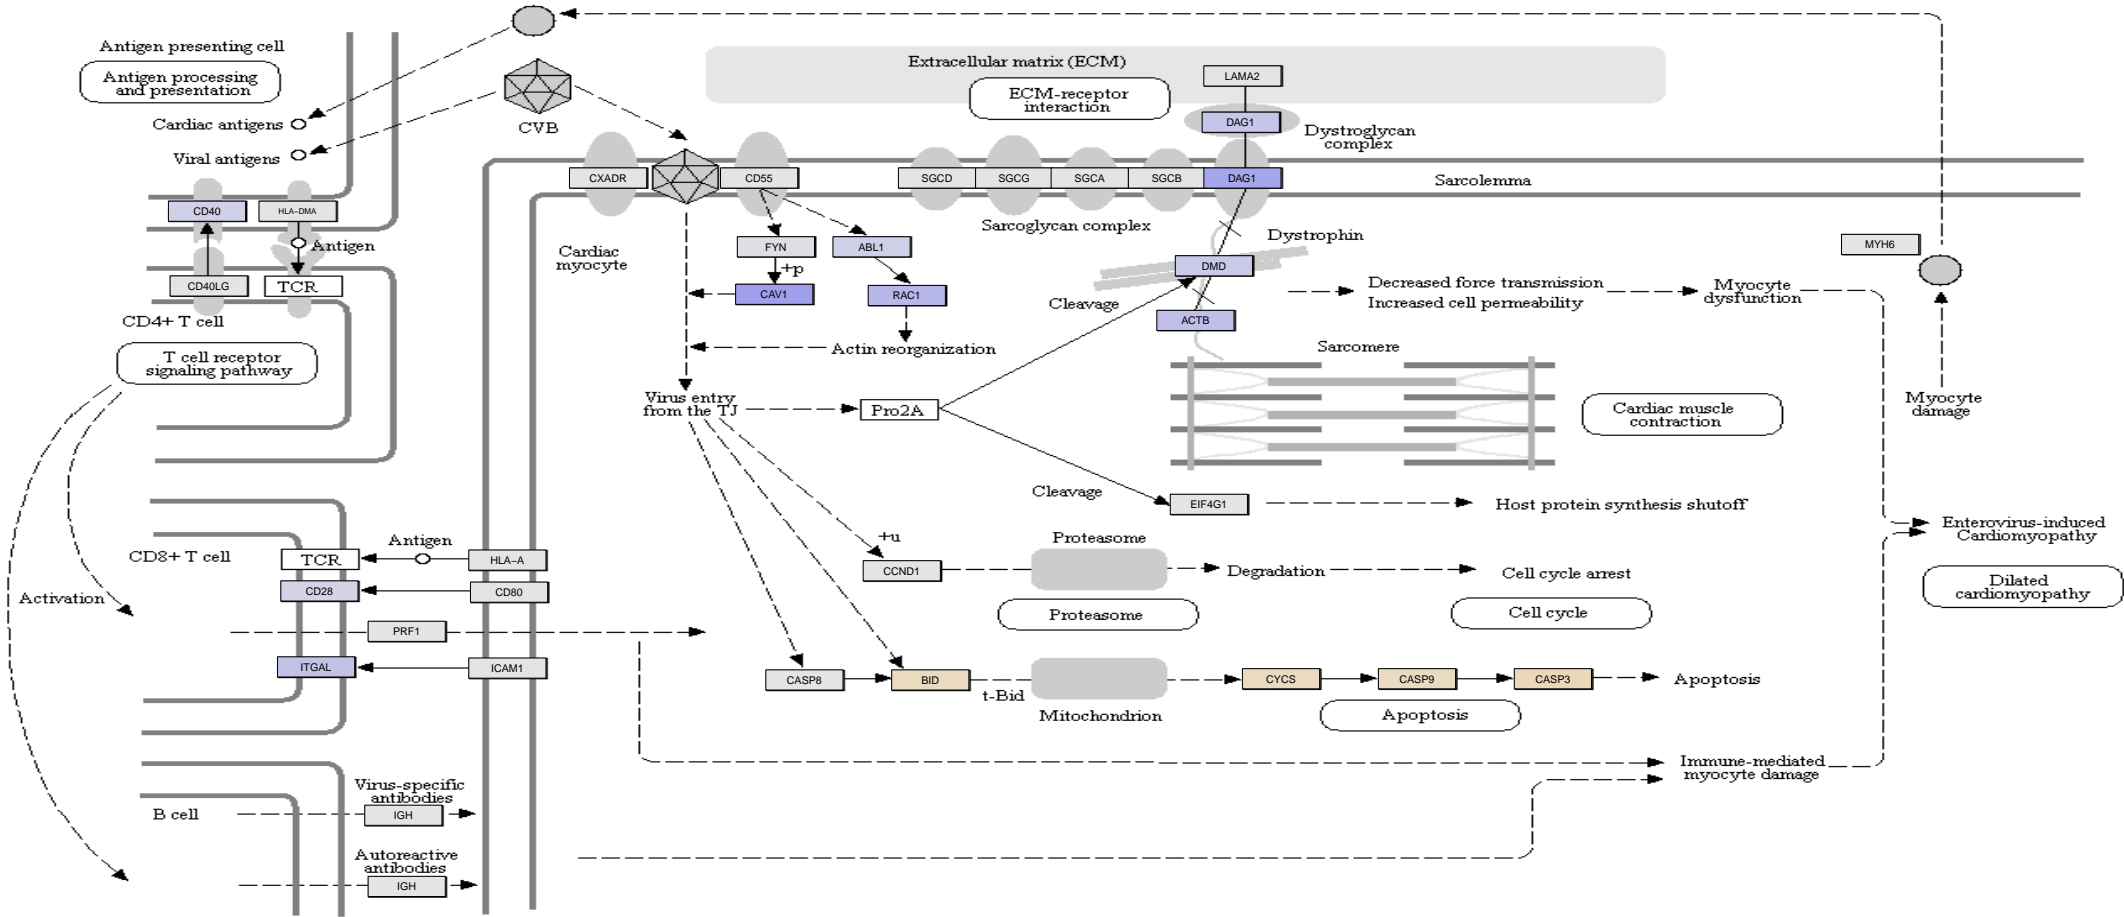 Antigen presenting cell
Antigen processing
and presentation
Cardiac antigens
Viral antigens
CVB
Extracellular matrix (ECM)
ECM-receptor
interaction
LAMA2
DAG1
Dystroglycan
complex
CXADR
CD55
SGCD
SGCG
SGCA
SGCB
DAG1
Sarcolemma
CD40
HLA-DMA
Antigen
CD40LG
TCR
CD4+ T cell
Cardiac
myocyte
FYN
ABL1
+p
CAV1
RAC1
Sarcoglycan complex
Dystrophin
DMD
Cleavage
ACTB
Decreased force transmission
Increased cell permeability
Myocyte
dysfunction
MYH6
T cell receptor
signaling pathway
Actin reorganization
Sarcomere
Virus entry
from the TJ
Pro2A
Cardiac muscle
contraction
Myocyte
damage
Cleavage
EIF4G1
Host protein synthesis shutoff
Enterovirus-induced
Cardiomyopathy
Dilated
cardiomyopathy
CD8+ T cell
TCR
Antigen
HLA-A
CD28
CD80
Activation
PRF1
ITGAL
ICAM1
+u
CCND1
Proteasome
Degradation
Cell cycle arrest
Proteasome
Cell cycle
CASP8
BID
t-Bid
Mitochondrion
CYCS
CASP9
CASP3
Apoptosis
Apoptosis
Immune-mediated
myocyte damage
B cell
Virus-specific
antibodies
IGH
Autoreactive
antibodies
IGH